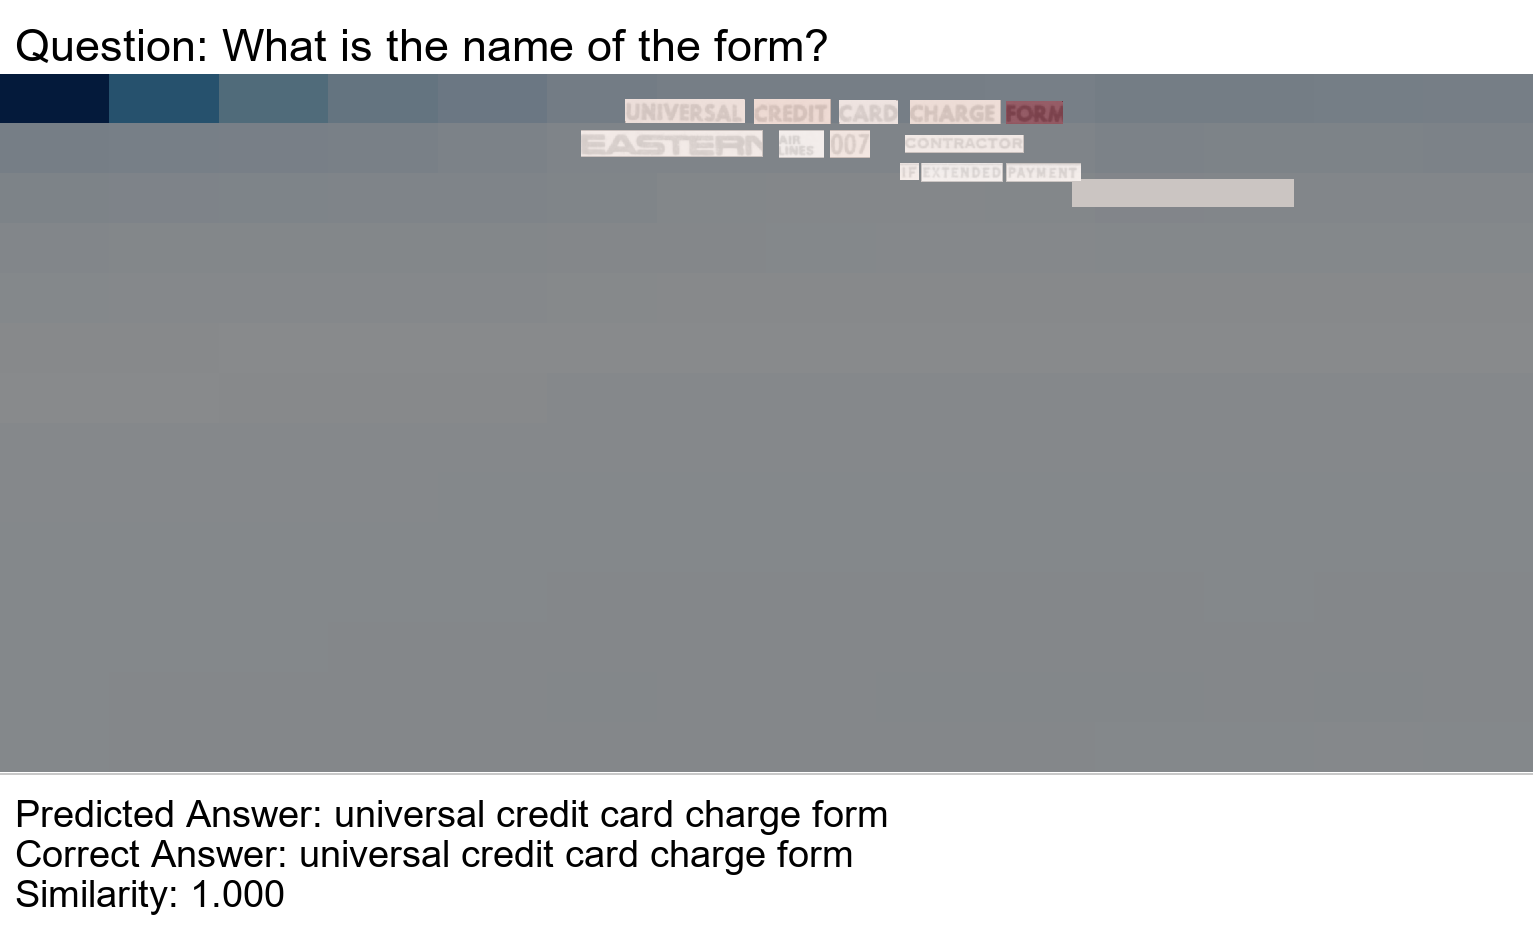 Question: What is the name of the form?
UNIVERSAL CREDIT CARD CHARGE FORM
EASTERN AIR LINES 007 CONTRACTOR
IF EXTENDED PAYMENT
Predicted Answer: universal credit card charge form
Correct Answer: universal credit card charge form
Similarity: 1.000